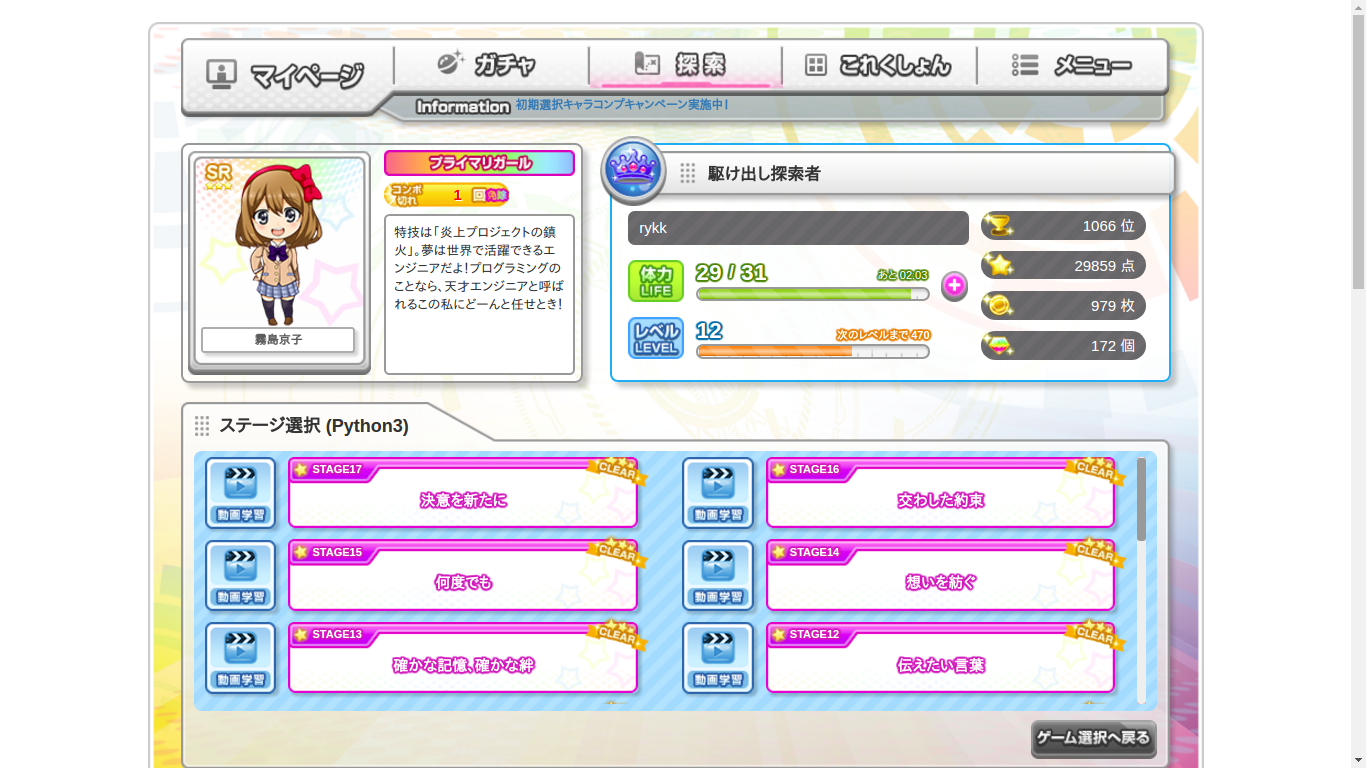 マイページ
ガチャ
探索
これくしょん
メニュー
Information 初期選択キャラコンプキャンペーン実施中!
SR
霧島京子
プライマリガール
コンボ切れ 1 回免除
特技は「炎上プロジェクトの鎮
火」。夢は世界で活躍できるエ
ンジニアだよ!プログラミングの
ことなら、天才エンジニアと呼ば
れるこの私にどーんと任せとき!
駆け出し探索者
rykk
体力 LIFE
29 / 31
あと 02:03
レベル LEVEL
12
次のレベルまで 470
1066 位
29859 点
979 枚
172 個
ステージ選択 (Python3)
動画学習
STAGE17
CLEAR
決意を新たに
動画学習
STAGE16
CLEAR
交わした約束
動画学習
STAGE15
CLEAR
何度でも
動画学習
STAGE14
CLEAR
想いを紡ぐ
動画学習
STAGE13
CLEAR
確かな記憶、確かな絆
動画学習
STAGE12
CLEAR
伝えたい言葉
ゲーム選択へ戻る